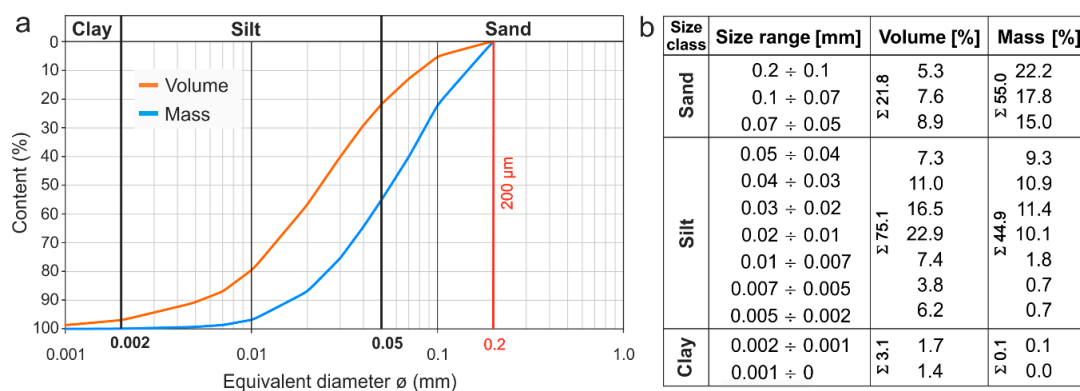 a
Clay Silt Sand
0
10
20
30
40
50
60
70
80
90
100
Content (%)
Volume
Mass
200 µm
0.001 0.002 0.01 0.05 0.1 0.2 1.0
Equivalent diameter ø (mm)
b
Size class Size range [mm] Volume [%] Mass [%]
Sand Σ 21.8 Σ 55.0
0.2 ÷ 0.1 5.3 22.2
0.1 ÷ 0.07 7.6 17.8
0.07 ÷ 0.05 8.9 15.0
Silt Σ 75.1 Σ 44.9
0.05 ÷ 0.04 7.3 9.3
0.04 ÷ 0.03 11.0 10.9
0.03 ÷ 0.02 16.5 11.4
0.02 ÷ 0.01 22.9 10.1
0.01 ÷ 0.007 7.4 1.8
0.007 ÷ 0.005 3.8 0.7
0.005 ÷ 0.002 6.2 0.7
Clay Σ 3.1 Σ 0.1
0.002 ÷ 0.001 1.7 0.1
0.001 ÷ 0 1.4 0.0